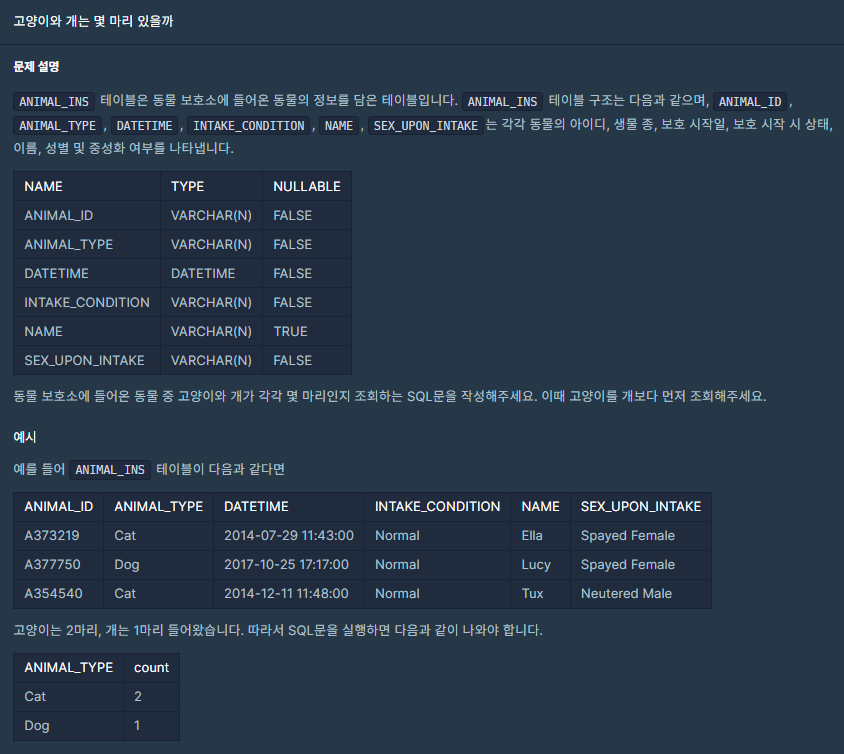 고양이와 개는 몇 마리 있을까
문제 설명
ANIMAL_INS 테이블은 동물 보호소에 들어온 동물의 정보를 담은 테이블입니다. ANIMAL_INS 테이블 구조는 다음과 같으며, ANIMAL_ID ,
ANIMAL_TYPE , DATETIME , INTAKE_CONDITION , NAME , SEX_UPON_INTAKE 는 각각 동물의 아이디, 생물 종, 보호 시작일, 보호 시작 시 상태,
이름, 성별 및 중성화 여부를 나타냅니다.
NAME TYPE NULLABLE
ANIMAL_ID VARCHAR(N) FALSE
ANIMAL_TYPE VARCHAR(N) FALSE
DATETIME DATETIME FALSE
INTAKE_CONDITION VARCHAR(N) FALSE
NAME VARCHAR(N) TRUE
SEX_UPON_INTAKE VARCHAR(N) FALSE
동물 보호소에 들어온 동물 중 고양이와 개가 각각 몇 마리인지 조회하는 SQL문을 작성해주세요. 이때 고양이를 개보다 먼저 조회해주세요.
예시
예를 들어 ANIMAL_INS 테이블이 다음과 같다면
ANIMAL_ID ANIMAL_TYPE DATETIME INTAKE_CONDITION NAME SEX_UPON_INTAKE
A373219 Cat 2014-07-29 11:43:00 Normal Ella Spayed Female
A377750 Dog 2017-10-25 17:17:00 Normal Lucy Spayed Female
A354540 Cat 2014-12-11 11:48:00 Normal Tux Neutered Male
고양이는 2마리, 개는 1마리 들어왔습니다. 따라서 SQL문을 실행하면 다음과 같이 나와야 합니다.
ANIMAL_TYPE count
Cat 2
Dog 1